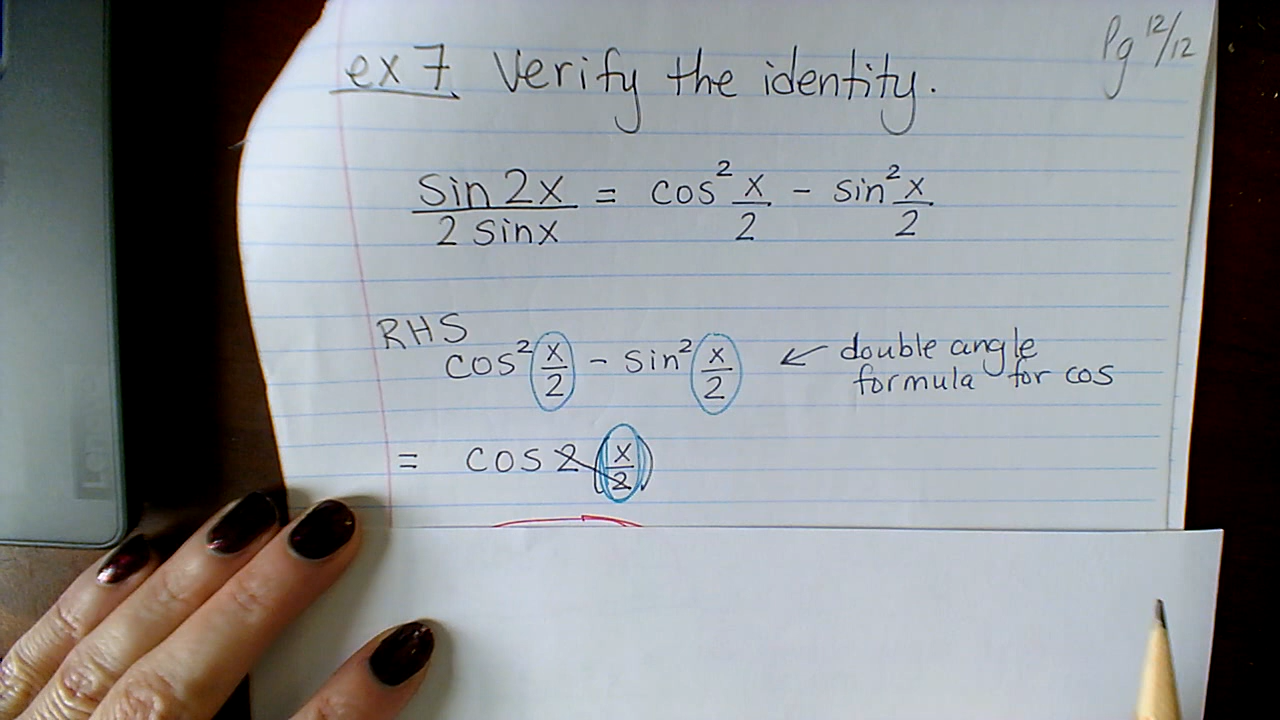 Pg 12/12
ex 7 Verify the identity.
sin 2x / 2 sin x = cos² x/2 - sin² x/2
RHS
cos² x/2 - sin² x/2 ← double angle
formula for cos
= cos 2 (x/2)